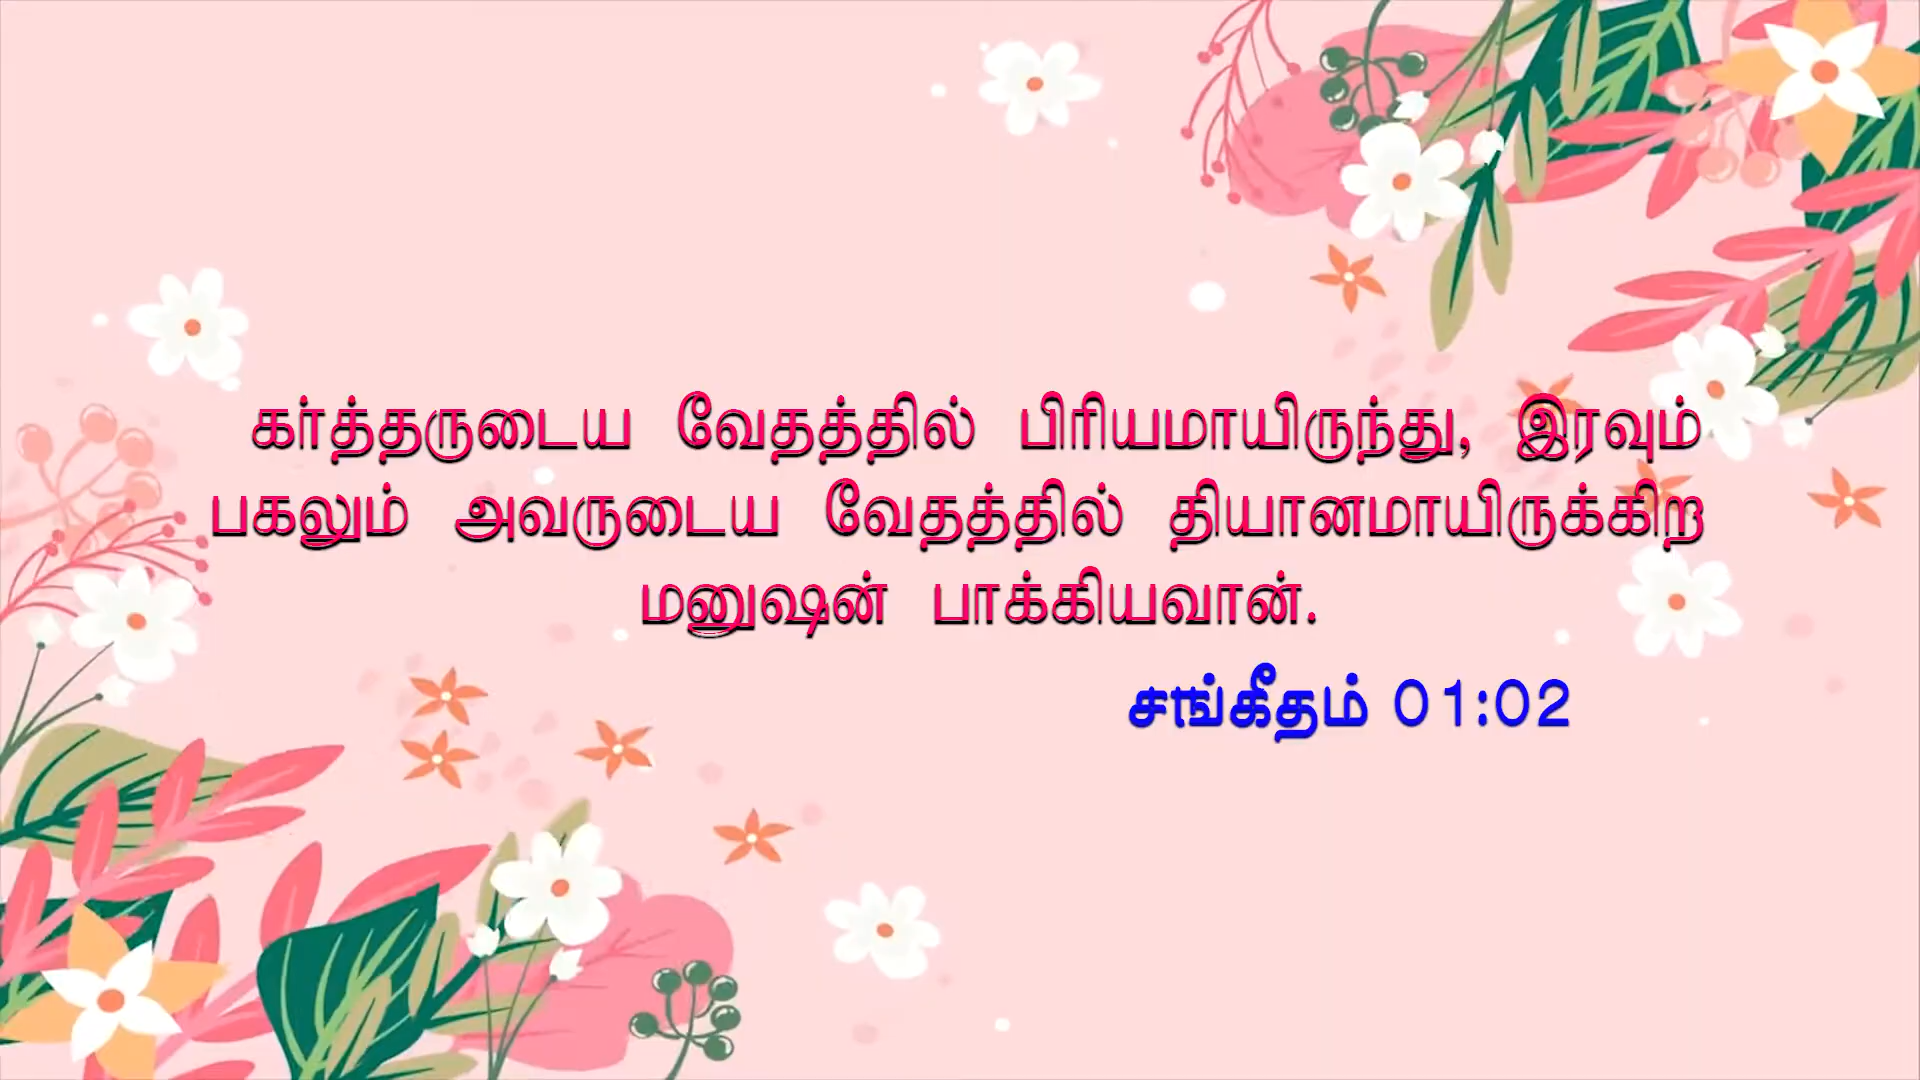 கர்த்தருடைய வேதத்தில் பிரியமாயிருந்து, இரவும்
பகலும் அவருடைய வேதத்தில் தியானமாயிருக்கிற
மனுஷன் பாக்கியவான்.
சங்கீதம் 01:02